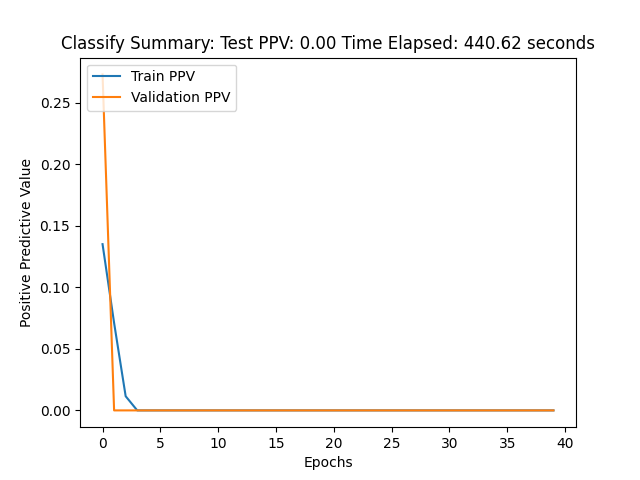 Classify Summary: Test PPV: 0.00 Time Elapsed: 440.62 seconds
Train PPV
Validation PPV
Positive Predictive Value
0.25
0.20
0.15
0.10
0.05
0.00
0 5 10 15 20 25 30 35 40
Epochs